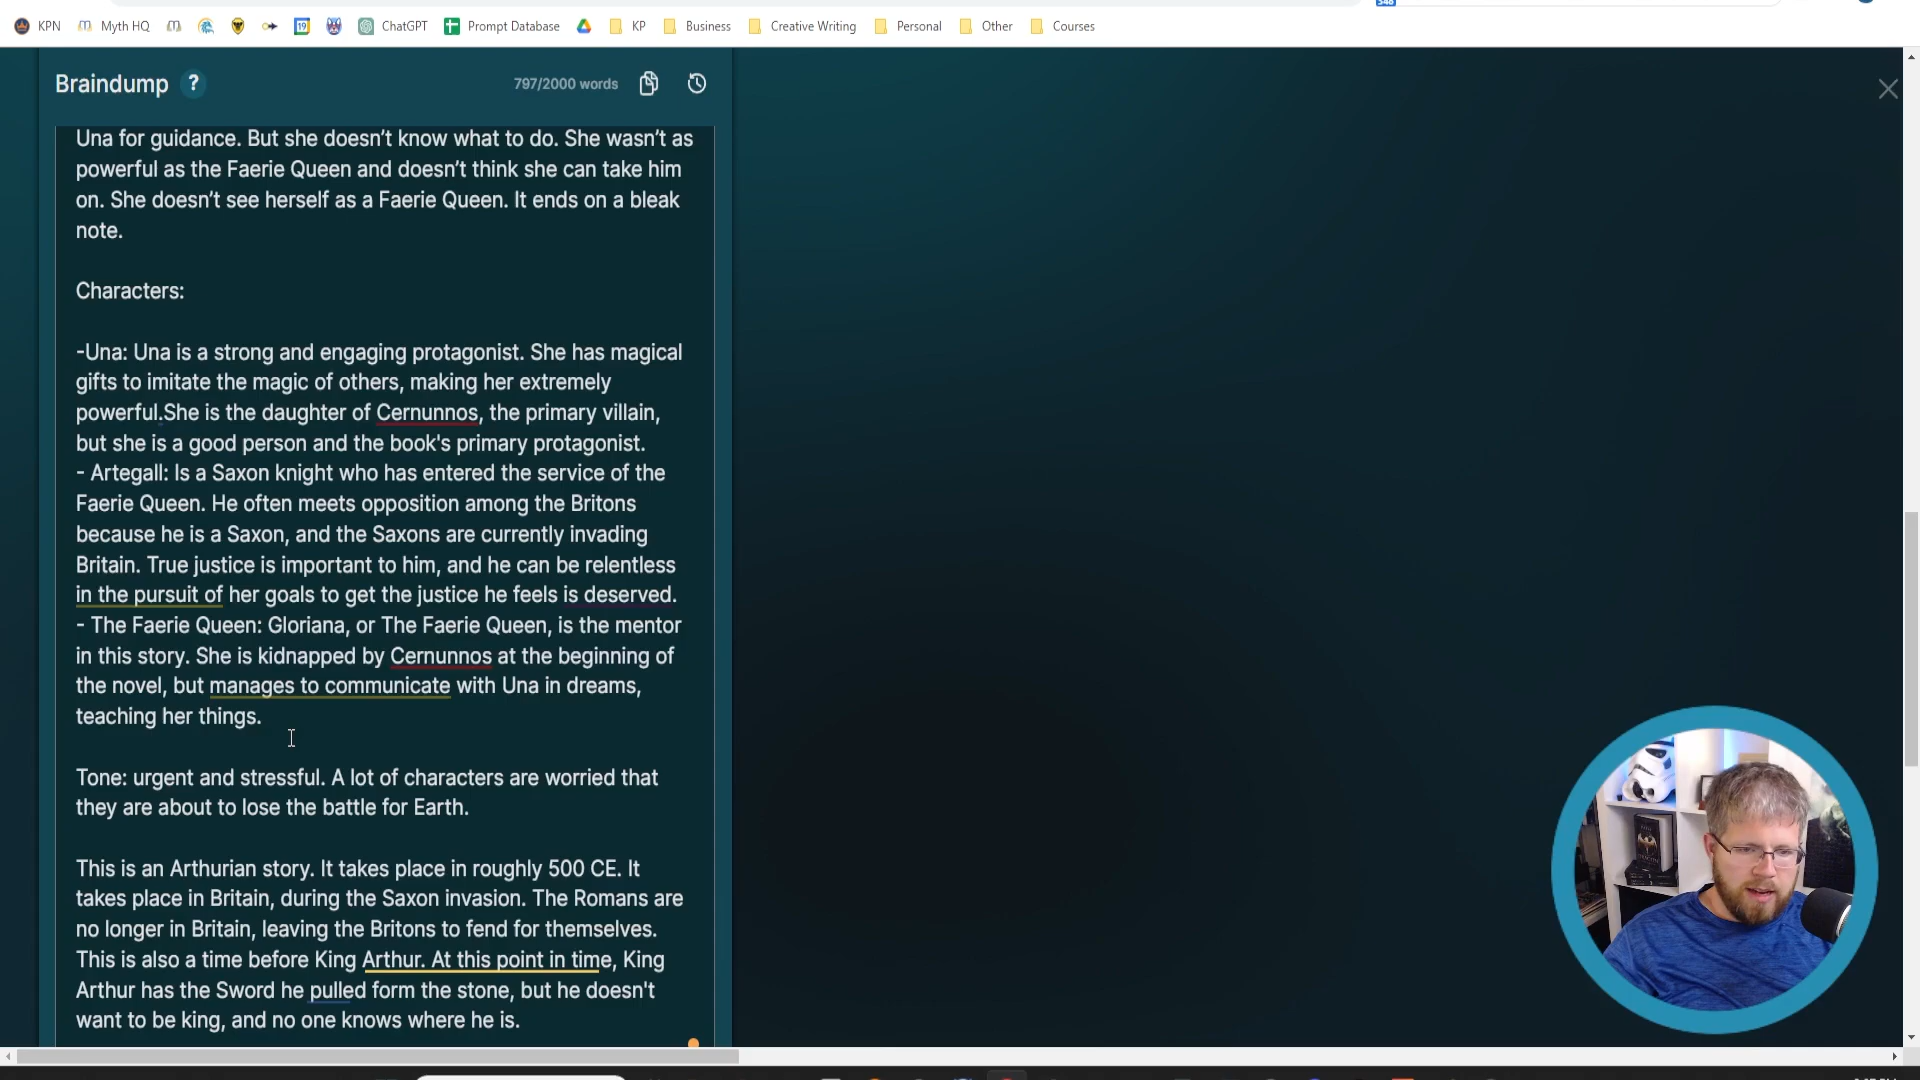 KPN Myth HQ ChatGPT Prompt Database KP Business Creative Writing Personal Other Courses
Braindump ? 797/2000 words
Una for guidance. But she doesn’t know what to do. She wasn’t as
powerful as the Faerie Queen and doesn’t think she can take him
on. She doesn’t see herself as a Faerie Queen. It ends on a bleak
note.
Characters:
-Una: Una is a strong and engaging protagonist. She has magical
gifts to imitate the magic of others, making her extremely
powerful.She is the daughter of Cernunnos, the primary villain,
but she is a good person and the book's primary protagonist.
- Artegall: Is a Saxon knight who has entered the service of the
Faerie Queen. He often meets opposition among the Britons
because he is a Saxon, and the Saxons are currently invading
Britain. True justice is important to him, and he can be relentless
in the pursuit of her goals to get the justice he feels is deserved.
- The Faerie Queen: Gloriana, or The Faerie Queen, is the mentor
in this story. She is kidnapped by Cernunnos at the beginning of
the novel, but manages to communicate with Una in dreams,
teaching her things.
Tone: urgent and stressful. A lot of characters are worried that
they are about to lose the battle for Earth.
This is an Arthurian story. It takes place in roughly 500 CE. It
takes place in Britain, during the Saxon invasion. The Romans are
no longer in Britain, leaving the Britons to fend for themselves.
This is also a time before King Arthur. At this point in time, King
Arthur has the Sword he pulled form the stone, but he doesn't
want to be king, and no one knows where he is.